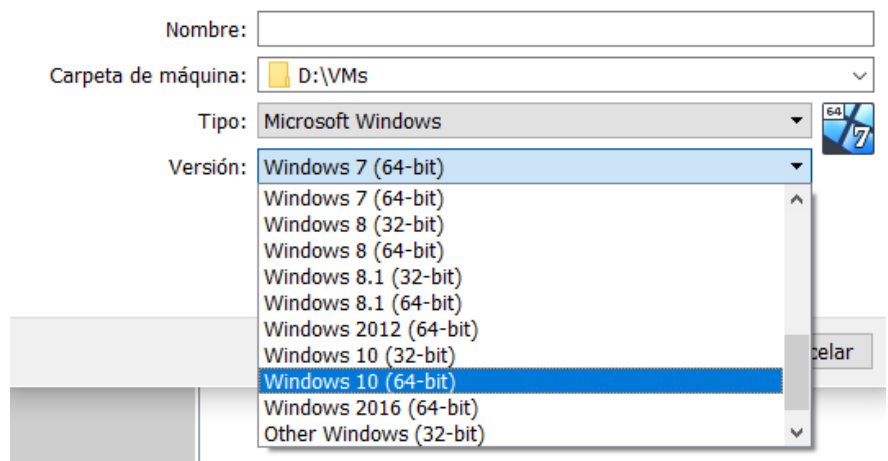 Nombre:
Carpeta de máquina: D:\VMs
Tipo: Microsoft Windows
64 7
Versión: Windows 7 (64-bit)
Windows 7 (64-bit)
Windows 8 (32-bit)
Windows 8 (64-bit)
Windows 8.1 (32-bit)
Windows 8.1 (64-bit)
Windows 2012 (64-bit)
Windows 10 (32-bit)
celar
Windows 10 (64-bit)
Windows 2016 (64-bit)
Other Windows (32-bit)